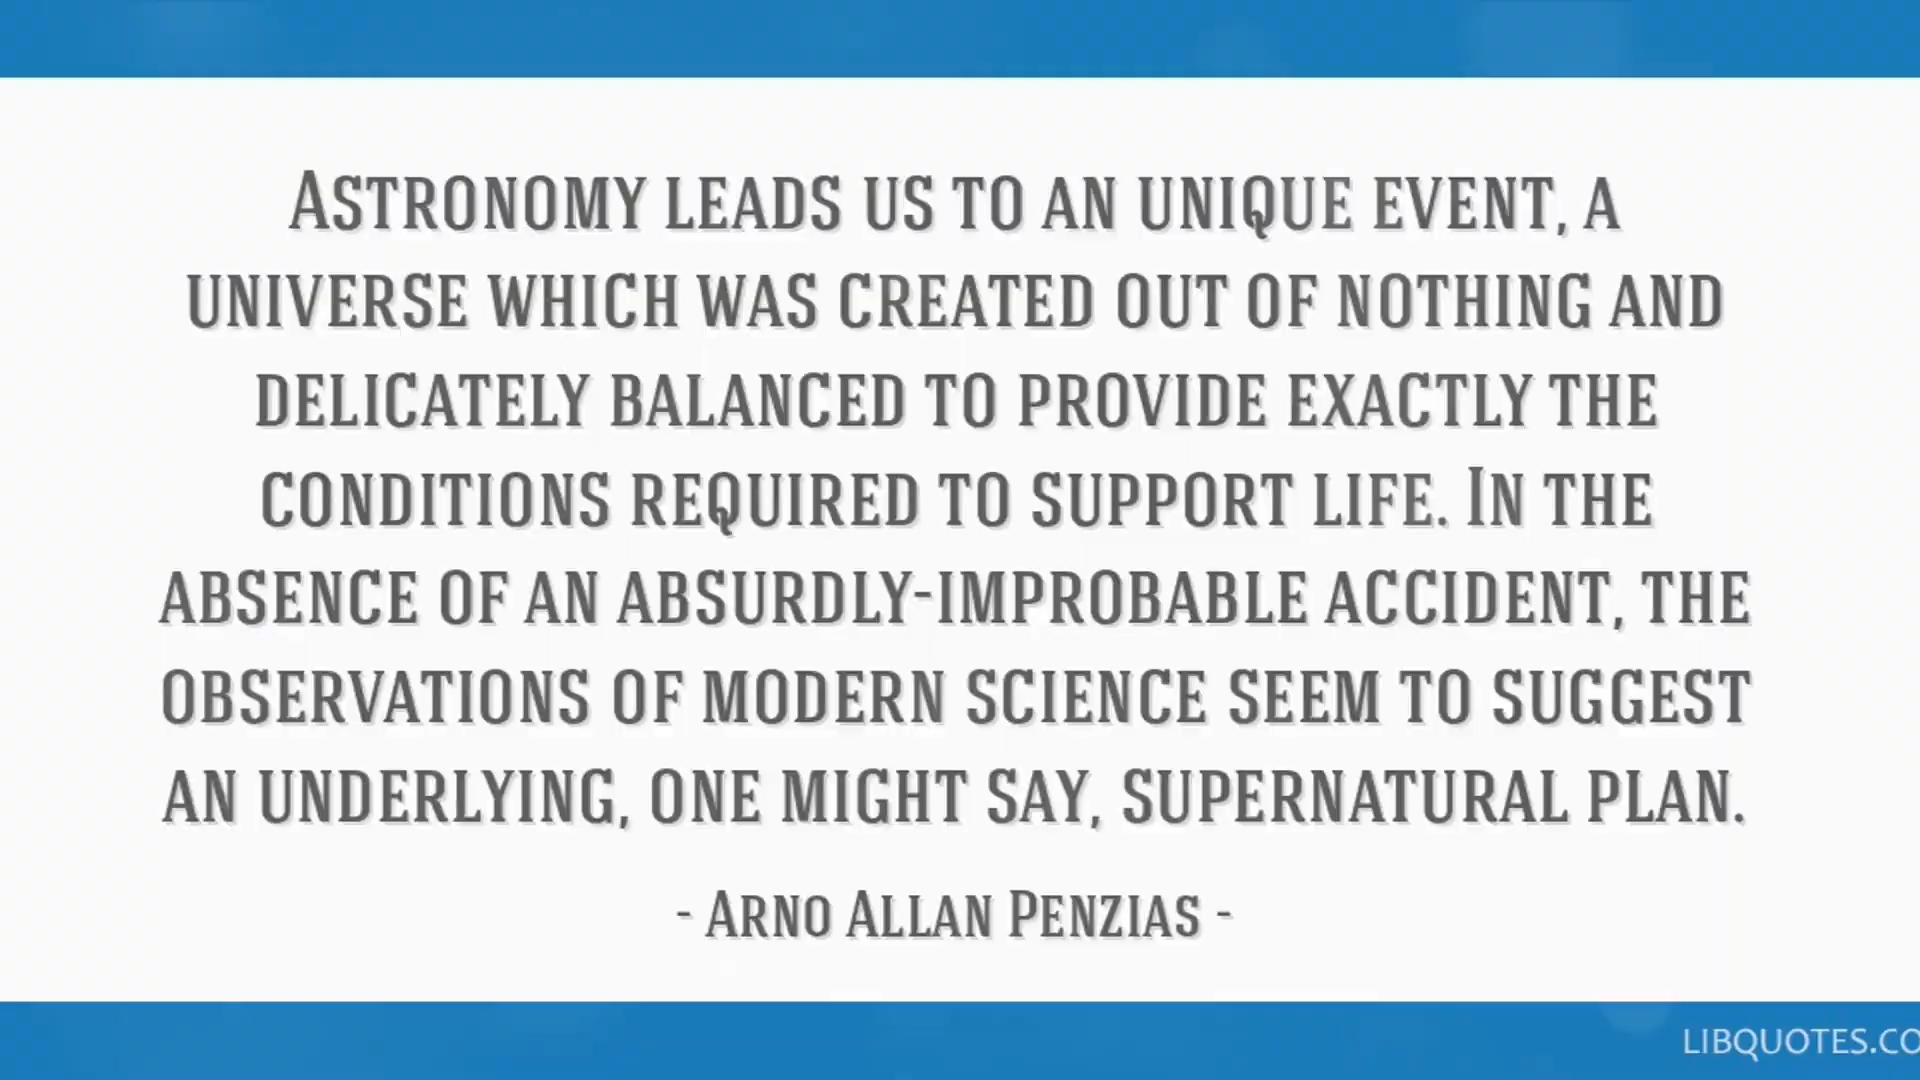 Astronomy leads us to an unique event, a
universe which was created out of nothing and
delicately balanced to provide exactly the
conditions required to support life. In the
absence of an absurdly-improbable accident, the
observations of modern science seem to suggest
an underlying, one might say, supernatural plan.
- Arno Allan Penzias -
LIBQUOTES.CO